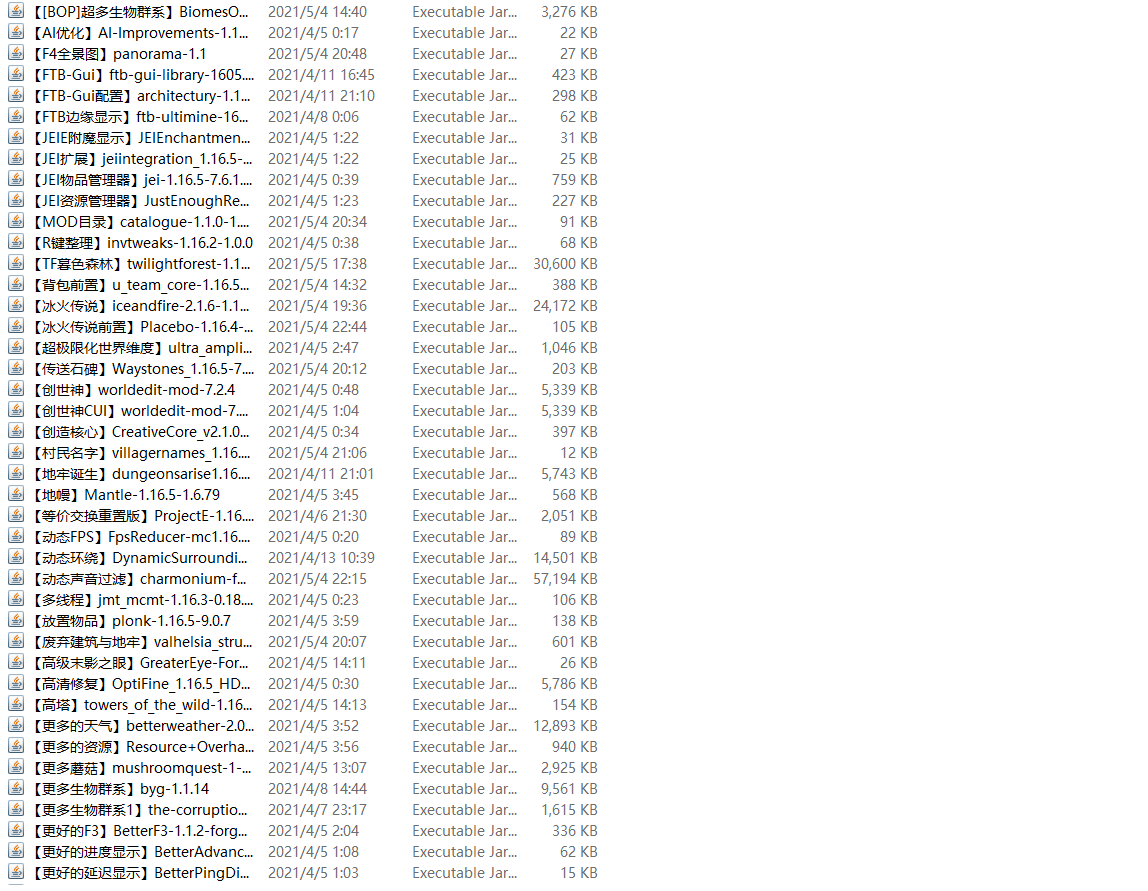 【[BOP]超多生物群系】BiomesO... 2021/5/4 14:40 Executable Jar... 3,276 KB
【AI优化】AI-Improvements-1.1... 2021/4/5 0:17 Executable Jar... 22 KB
【F4全景图】panorama-1.1 2021/5/4 20:48 Executable Jar... 27 KB
【FTB-Gui】ftb-gui-library-1605.... 2021/4/11 16:45 Executable Jar... 423 KB
【FTB-Gui配置】architectury-1.1... 2021/4/11 21:10 Executable Jar... 298 KB
【FTB边缘显示】ftb-ultimine-16... 2021/4/8 0:06 Executable Jar... 62 KB
【JEIE附魔显示】JEIEnchantmen... 2021/4/5 1:22 Executable Jar... 31 KB
【JEI扩展】jeiintegration_1.16.5-... 2021/4/5 1:22 Executable Jar... 25 KB
【JEI物品管理器】jei-1.16.5-7.6.1.... 2021/4/5 0:39 Executable Jar... 759 KB
【JEI资源管理器】JustEnoughRe... 2021/4/5 1:23 Executable Jar... 227 KB
【MOD目录】catalogue-1.1.0-1.... 2021/5/4 20:34 Executable Jar... 91 KB
【R键整理】invtweaks-1.16.2-1.0.0 2021/4/5 0:38 Executable Jar... 68 KB
【TF暮色森林】twilightforest-1.1... 2021/5/5 17:38 Executable Jar... 30,600 KB
【背包前置】u_team_core-1.16.5... 2021/5/4 14:32 Executable Jar... 388 KB
【冰火传说】iceandfire-2.1.6-1.1... 2021/5/4 19:36 Executable Jar... 24,172 KB
【冰火传说前置】Placebo-1.16.4-... 2021/5/4 22:44 Executable Jar... 105 KB
【超极限化世界维度】ultra_ampli... 2021/4/5 2:47 Executable Jar... 1,046 KB
【传送石碑】Waystones_1.16.5-7.... 2021/5/4 20:12 Executable Jar... 203 KB
【创世神】worldedit-mod-7.2.4 2021/4/5 0:48 Executable Jar... 5,339 KB
【创世神CUI】worldedit-mod-7.... 2021/4/5 1:04 Executable Jar... 5,339 KB
【创造核心】CreativeCore_v2.1.0... 2021/4/5 0:34 Executable Jar... 397 KB
【村民名字】villagernames_1.16.... 2021/5/4 21:06 Executable Jar... 12 KB
【地牢诞生】dungeonsarise1.16.... 2021/4/11 21:01 Executable Jar... 5,743 KB
【地幔】Mantle-1.16.5-1.6.79 2021/4/5 3:45 Executable Jar... 568 KB
【等价交换重置版】ProjectE-1.16.... 2021/4/6 21:30 Executable Jar... 2,051 KB
【动态FPS】FpsReducer-mc1.16.... 2021/4/5 0:20 Executable Jar... 89 KB
【动态环绕】DynamicSurroundi... 2021/4/13 10:39 Executable Jar... 14,501 KB
【动态声音过滤】charmonium-f... 2021/5/4 22:15 Executable Jar... 57,194 KB
【多线程】jmt_mcmt-1.16.3-0.18.... 2021/4/5 0:23 Executable Jar... 106 KB
【放置物品】plonk-1.16.5-9.0.7 2021/4/5 3:59 Executable Jar... 138 KB
【废弃建筑与地牢】valhelsia_stru... 2021/5/4 20:07 Executable Jar... 601 KB
【高级末影之眼】GreaterEye-For... 2021/4/5 14:11 Executable Jar... 26 KB
【高清修复】OptiFine_1.16.5_HD... 2021/4/5 0:30 Executable Jar... 5,786 KB
【高塔】towers_of_the_wild-1.16... 2021/4/5 14:13 Executable Jar... 154 KB
【更多的天气】betterweather-2.0... 2021/4/5 3:52 Executable Jar... 12,893 KB
【更多的资源】Resource+Overha... 2021/4/5 3:56 Executable Jar... 940 KB
【更多蘑菇】mushroomquest-1-... 2021/4/5 13:07 Executable Jar... 2,925 KB
【更多生物群系】byg-1.1.14 2021/4/8 14:44 Executable Jar... 9,561 KB
【更多生物群系1】the-corruptio... 2021/4/7 23:17 Executable Jar... 1,615 KB
【更好的F3】BetterF3-1.1.2-forg... 2021/4/5 2:04 Executable Jar... 336 KB
【更好的进度显示】BetterAdvanc... 2021/4/5 1:08 Executable Jar... 62 KB
【更好的延迟显示】BetterPingDi... 2021/4/5 1:03 Executable Jar... 15 KB